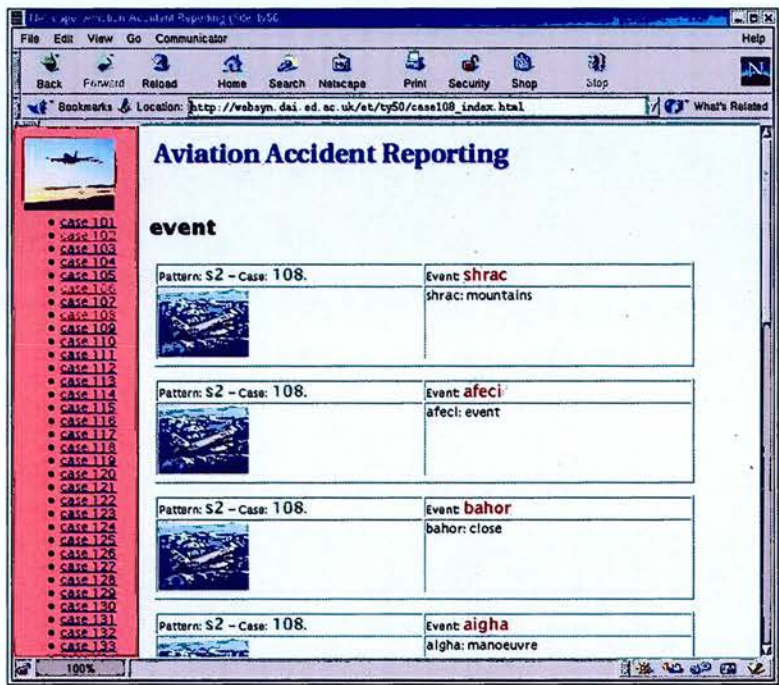 File Edit View Go Communicator Help
Back Forward Reload Home Search Netscape Print Security Shop Stop
N
Bookmarks Location: http://websyn.dai.ed.ac.uk/et/ty50/case108_index.html What's Related
Aviation Accident Reporting
event
case 101
case 102
case 103
case 104
case 105
case 106
case 107
case 108
case 109
case 110
case 111
case 112
case 113
case 114
case 115
case 116
case 117
case 118
case 119
case 120
case 121
case 122
case 123
case 124
case 125
case 126
case 127
case 128
case 129
case 130
case 131
case 132
case 133
Pattern: S2 – Case: 108. Event: shrac
shrac: mountains
Pattern: S2 – Case: 108. Event: afeci
afeci: event
Pattern: S2 – Case: 108. Event: bahor
bahor: close
Pattern: S2 – Case: 108. Event: aigha
aigha: manoeuvre
100%